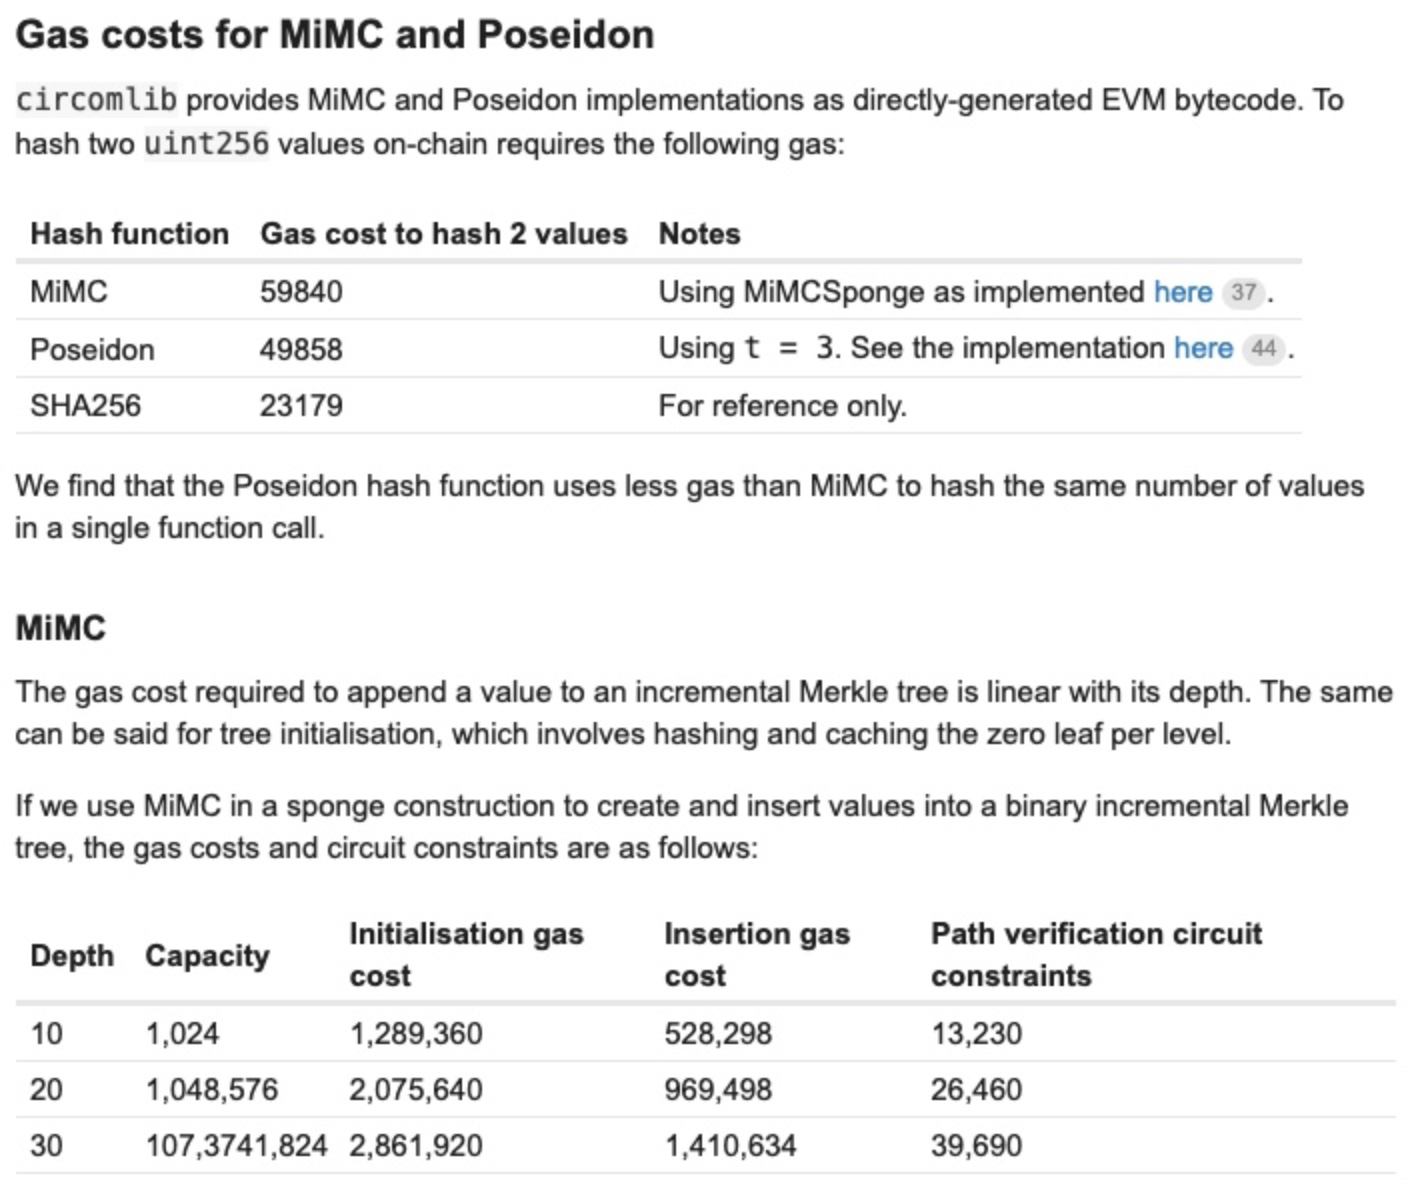 Gas costs for MiMC and Poseidon
circomlib provides MiMC and Poseidon implementations as directly-generated EVM bytecode. To
hash two uint256 values on-chain requires the following gas:
Hash function Gas cost to hash 2 values Notes
MiMC 59840 Using MiMCSponge as implemented here 37 .
Poseidon 49858 Using t = 3. See the implementation here 44 .
SHA256 23179 For reference only.
We find that the Poseidon hash function uses less gas than MiMC to hash the same number of values
in a single function call.
MiMC
The gas cost required to append a value to an incremental Merkle tree is linear with its depth. The same
can be said for tree initialisation, which involves hashing and caching the zero leaf per level.
If we use MiMC in a sponge construction to create and insert values into a binary incremental Merkle
tree, the gas costs and circuit constraints are as follows:
Depth Capacity Initialisation gas cost Insertion gas cost Path verification circuit constraints
10 1,024 1,289,360 528,298 13,230
20 1,048,576 2,075,640 969,498 26,460
30 107,3741,824 2,861,920 1,410,634 39,690